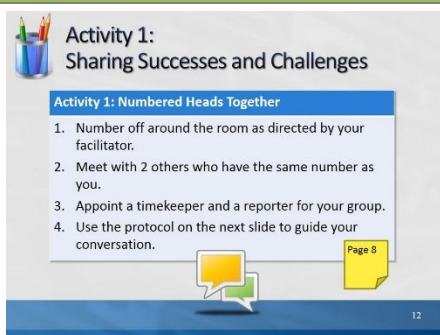 Activity 1:
Sharing Successes and Challenges
Activity 1: Numbered Heads Together
1. Number off around the room as directed by your
facilitator.
2. Meet with 2 others who have the same number as
you.
3. Appoint a timekeeper and a reporter for your group.
4. Use the protocol on the next slide to guide your
conversation.
Page 8
12